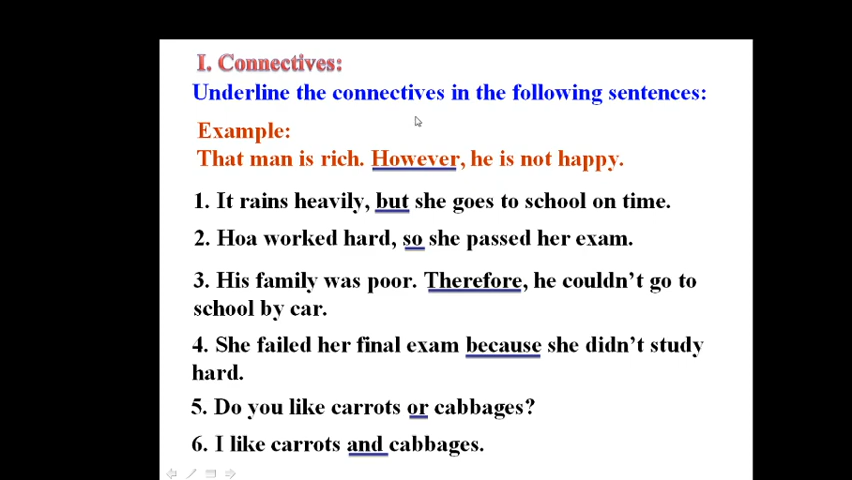 I. Connectives:
Underline the connectives in the following sentences:
Example:
That man is rich. However, he is not happy.
1. It rains heavily, but she goes to school on time.
2. Hoa worked hard, so she passed her exam.
3. His family was poor. Therefore, he couldn't go to
school by car.
4. She failed her final exam because she didn't study
hard.
5. Do you like carrots or cabbages?
6. I like carrots and cabbages.